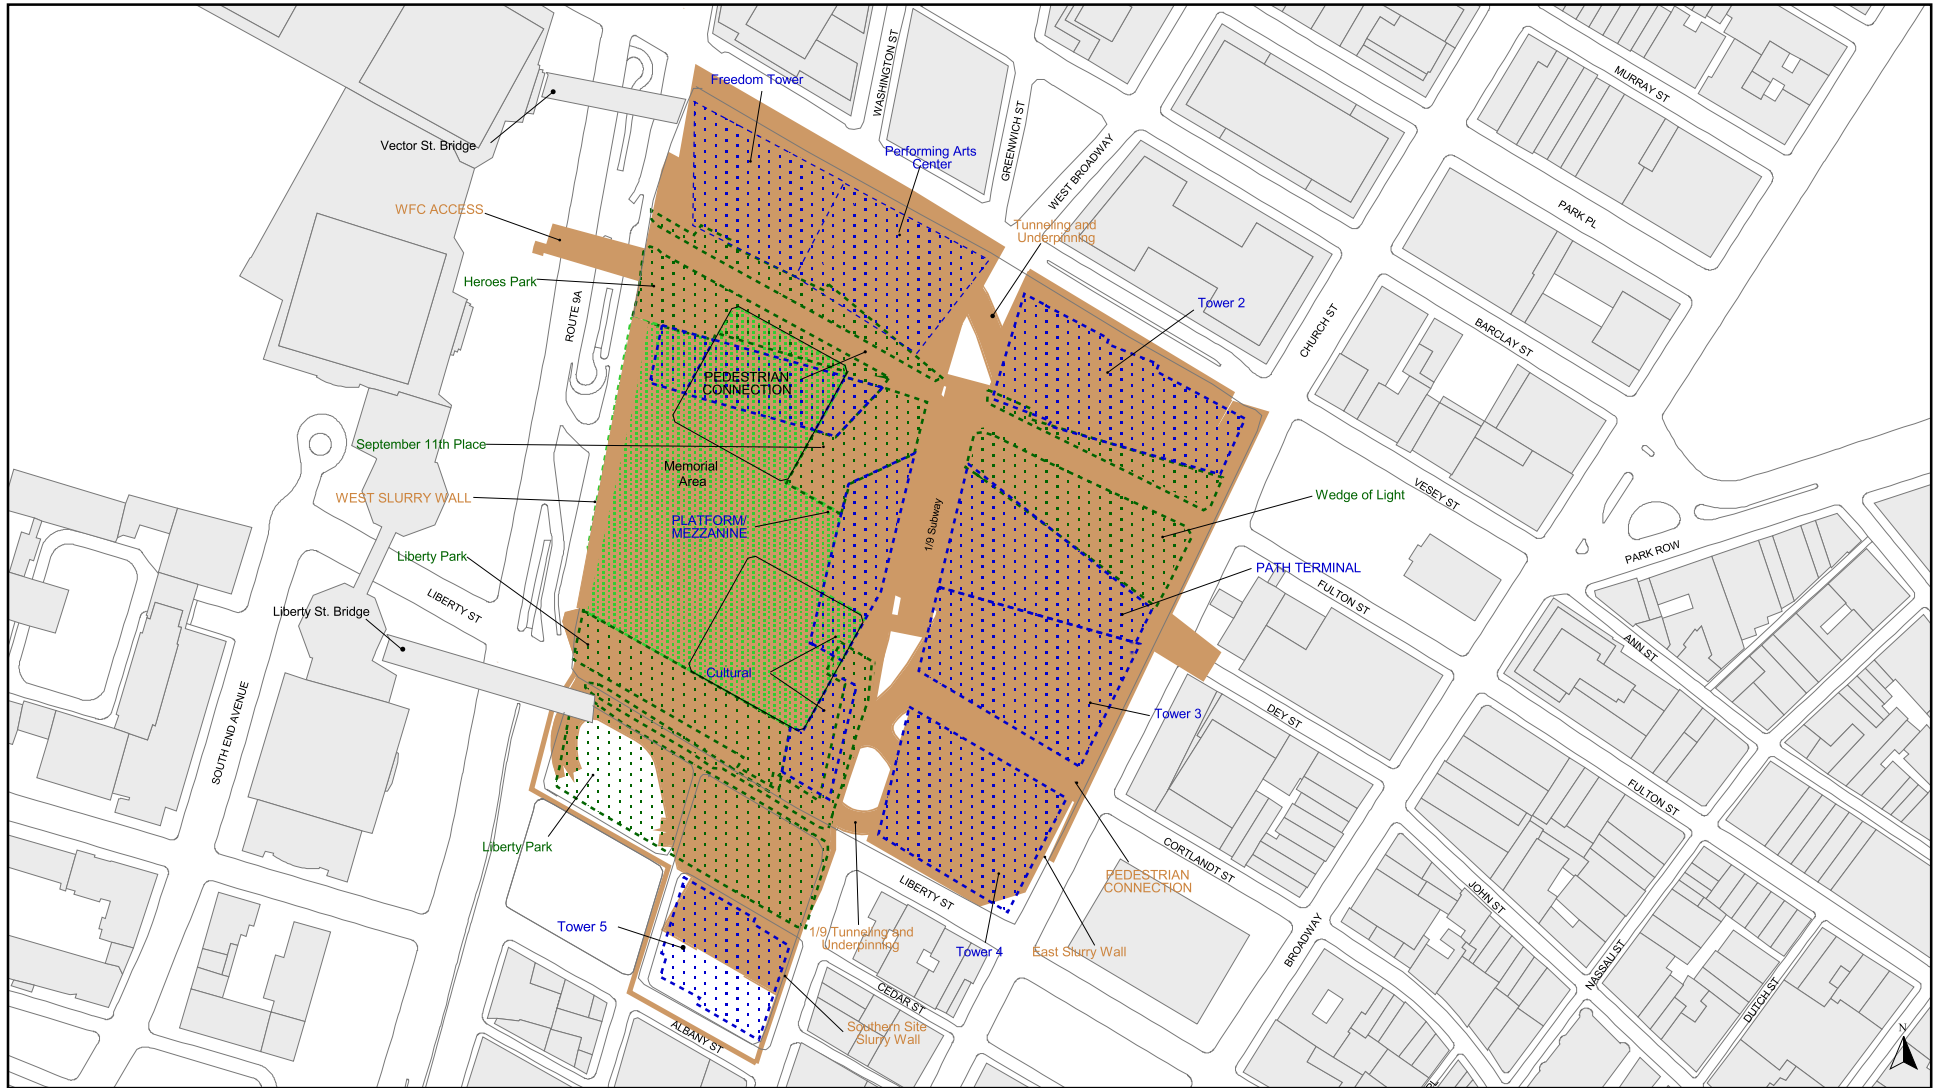 Freedom Tower
WASHINGTON ST
MURRAY ST
GREENWICH ST
Vector St. Bridge
Performing Arts
Center
WEST BROADWAY
WFC ACCESS
PARK PL
Tunneling and
Underpinning
Heroes Park
ROUTE 9A
Tower 2
CHURCH ST
BARCLAY ST
PEDESTRIAN
CONNECTION
September 11th Place
Memorial
Area
WEST SLURRY WALL
VESEY ST
Wedge of Light
PLATFORM/
MEZZANINE
1/9 Subway
PARK ROW
Liberty Park
PATH TERMINAL
LIBERTY ST
FULTON ST
Liberty St. Bridge
ANN ST
Cultural
SOUTH END AVENUE
Tower 3
DEY ST
FULTON ST
Liberty Park
CORTLANDT ST
PEDESTRIAN
CONNECTION
LIBERTY ST
JOHN ST
Tower 5
1/9 Tunneling and
Underpinning
Tower 4
East Slurry Wall
BROADWAY
NASSAU ST
DUTCH ST
CEDAR ST
Southern Site
Slurry Wall
ALBANY ST
N
PL